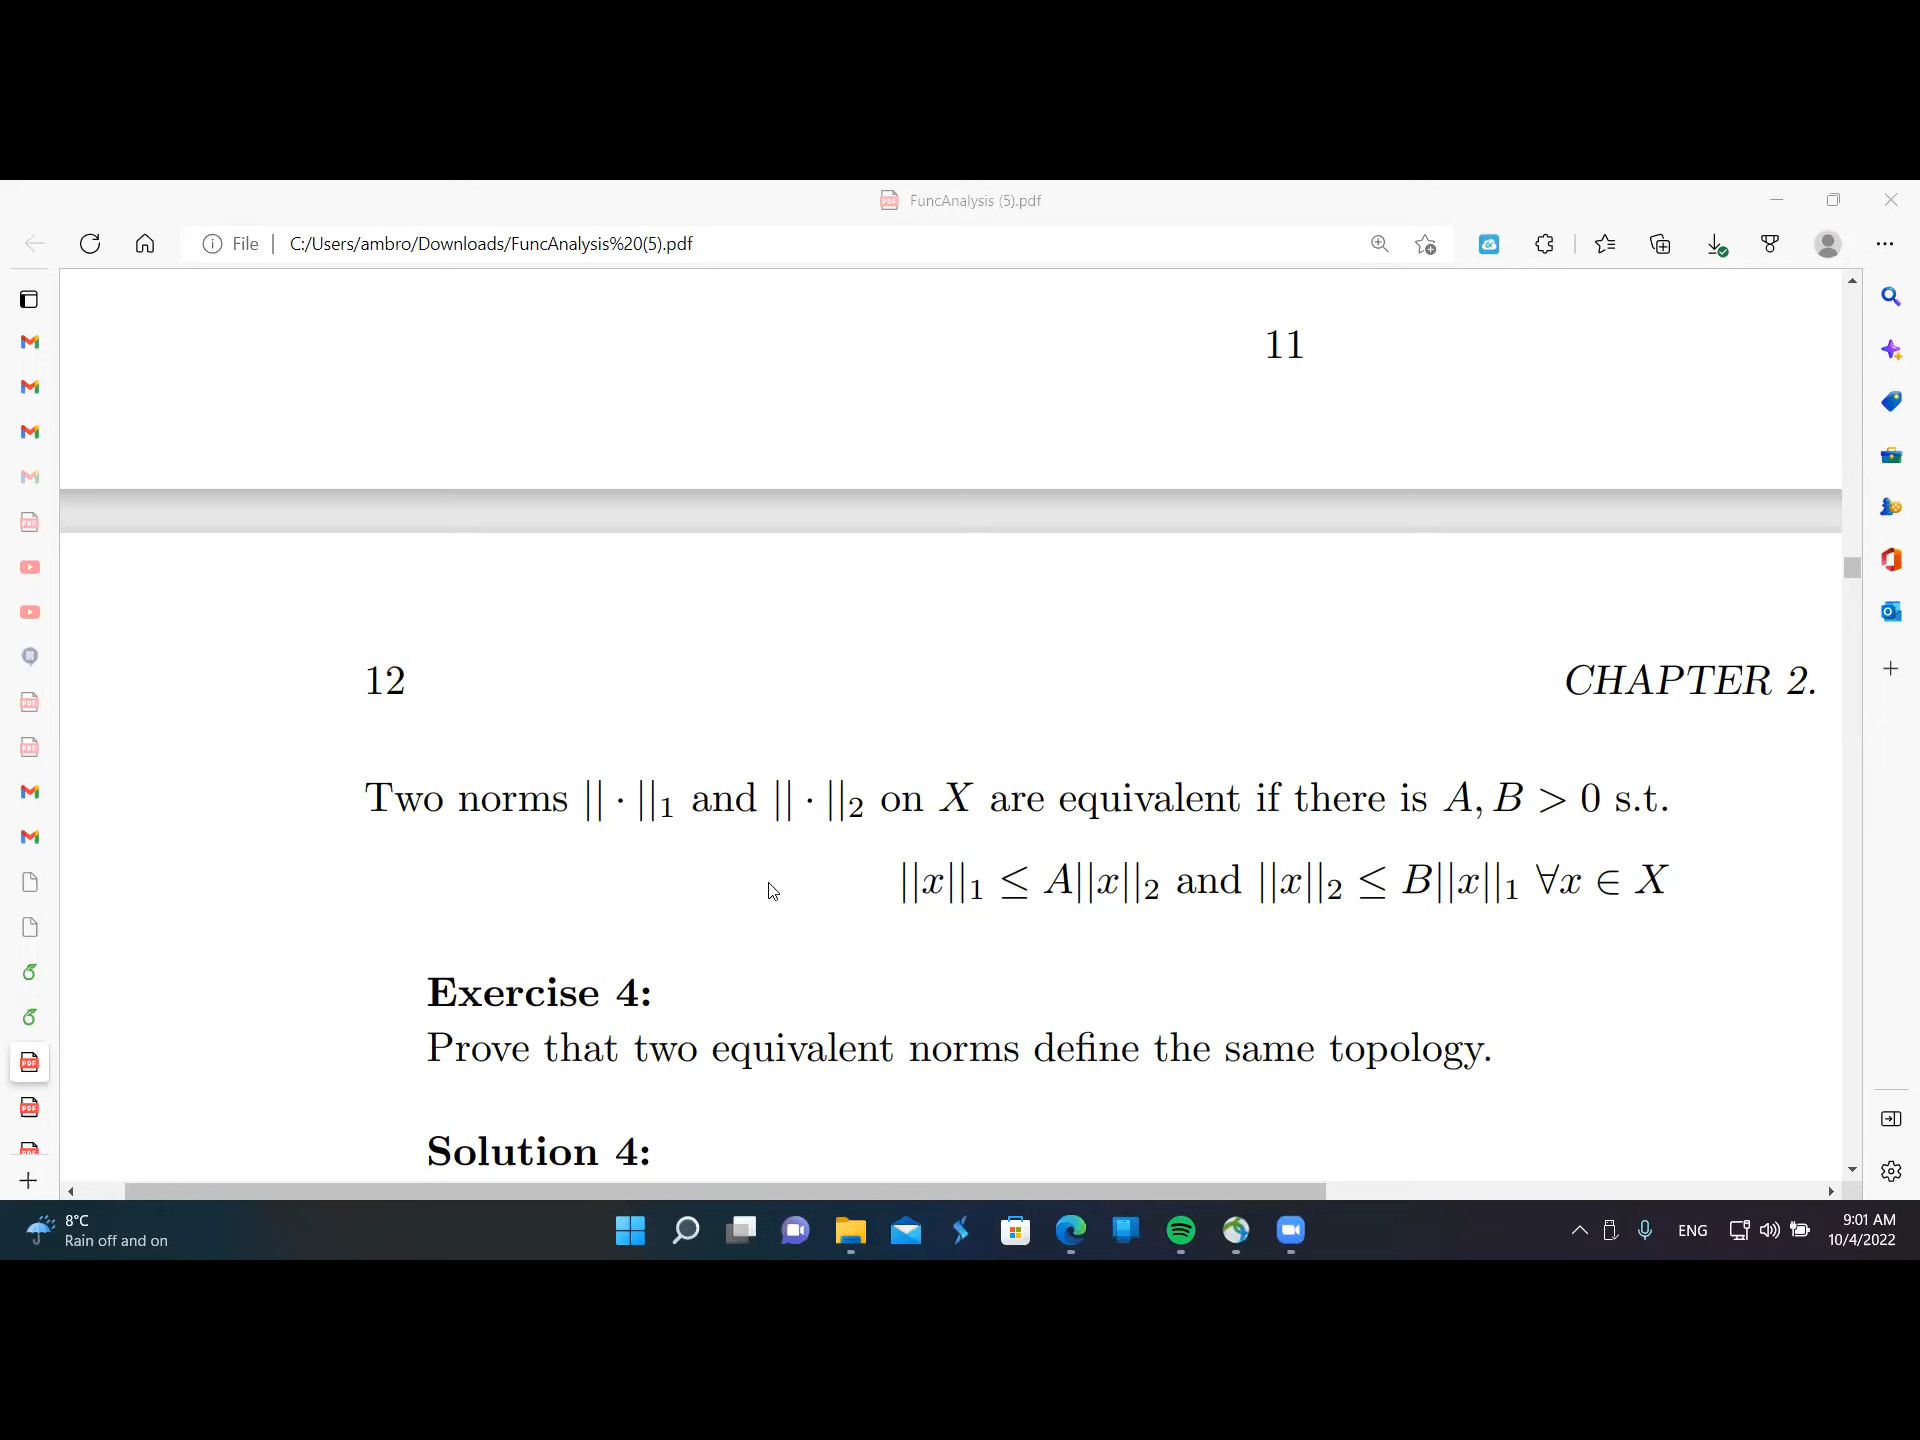 FuncAnalysis (5).pdf
File | C:/Users/ambro/Downloads/FuncAnalysis%20(5).pdf
11
12 CHAPTER 2.
Two norms || · ||₁ and || · ||₂ on X are equivalent if there is A, B > 0 s.t.
||x||₁ ≤ A||x||₂ and ||x||₂ ≤ B||x||₁ ∀x ∈ X
Exercise 4:
Prove that two equivalent norms define the same topology.
Solution 4:
8°C
Rain off and on
ENG
9:01 AM
10/4/2022